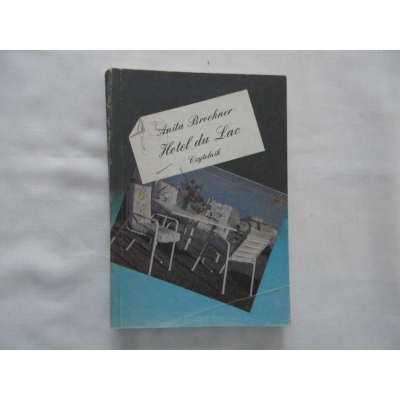 Anita Brookner
Hotel du Lac
Czytelnik